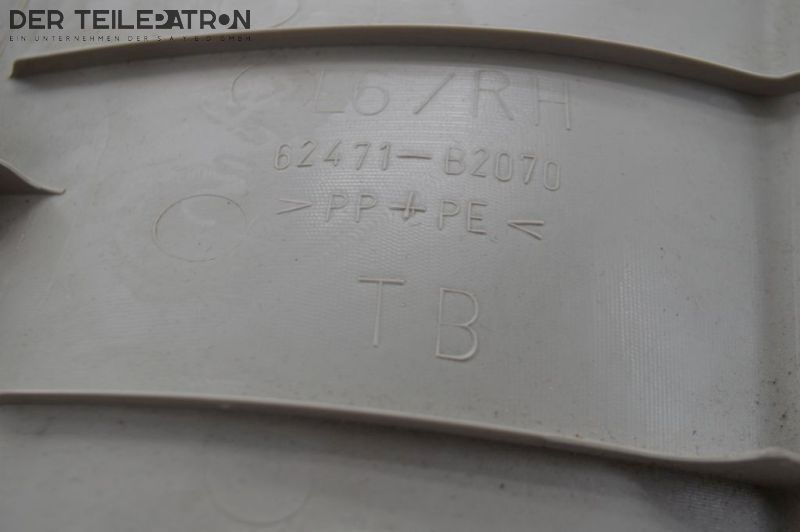 DER TEILEPATRON
EIN UNTERNEHMEN DER S A Y E D GMBH
L6/RH
62471-B2070
>PP+PE<
TB